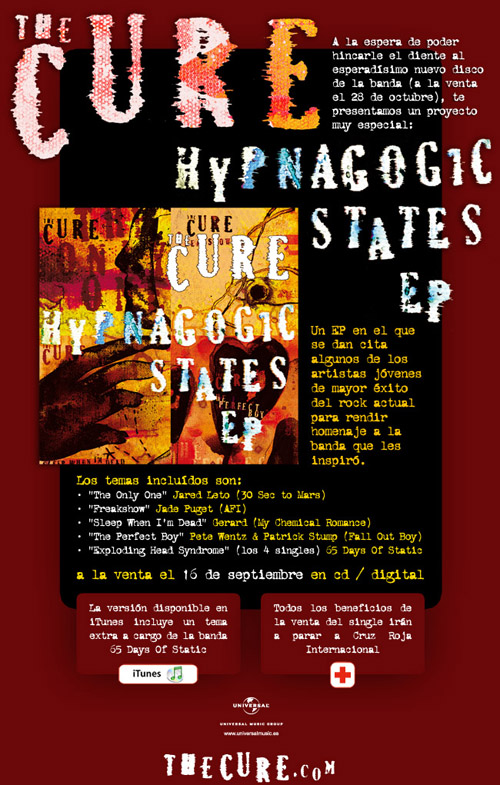 THE CURE
A la espera de poder
hincarle el diente al
esperadísimo nuevo disco
de la banda (a la venta
el 28 de octubre), te
presentamos un proyecto
muy especial:
HYPNAGOGIC
STATES
EP
THE CURE
THE CURE
THE CURE
HYPNAGOGIC
STATES
EP
Un EP en el que
se dan cita
algunos de los
artistas jóvenes
de mayor éxito
del rock actual
para rendir
homenaje a la
banda que les
inspiró.
Los temas incluídos son:
· "The Only One" Jared Leto (30 Sec to Mars)
· "Freakshow" Jade Puget (AFI)
· "Sleep When I'm Dead" Gerard (My Chemical Romance)
· "The Perfect Boy" Pete Wentz & Patrick Stump (Fall Out Boy)
· "Exploding Head Syndrome" (los 4 singles) 65 Days Of Static
a la venta el 16 de septiembre en cd / digital
La versión disponible en
iTunes incluye un tema
extra a cargo de la banda
65 Days Of Static
iTunes
Todos los beneficios de
la venta del single irán
a parar a Cruz Roja
Internacional
UNIVERSAL
UNIVERSAL MUSIC GROUP
www.universalmusic.es
THECURE.COM